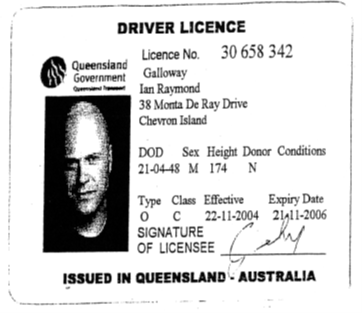 DRIVER LICENCE
Licence No. 30 658 342
Queensland
Government
Queensland Transport
Galloway
Ian Raymond
38 Monta De Ray Drive
Chevron Island
DOD Sex Height Donor Conditions
21-04-48 M 174 N
Type Class Effective Expiry Date
O C 22-11-2004 21-11-2006
SIGNATURE
OF LICENSEE
ISSUED IN QUEENSLAND - AUSTRALIA